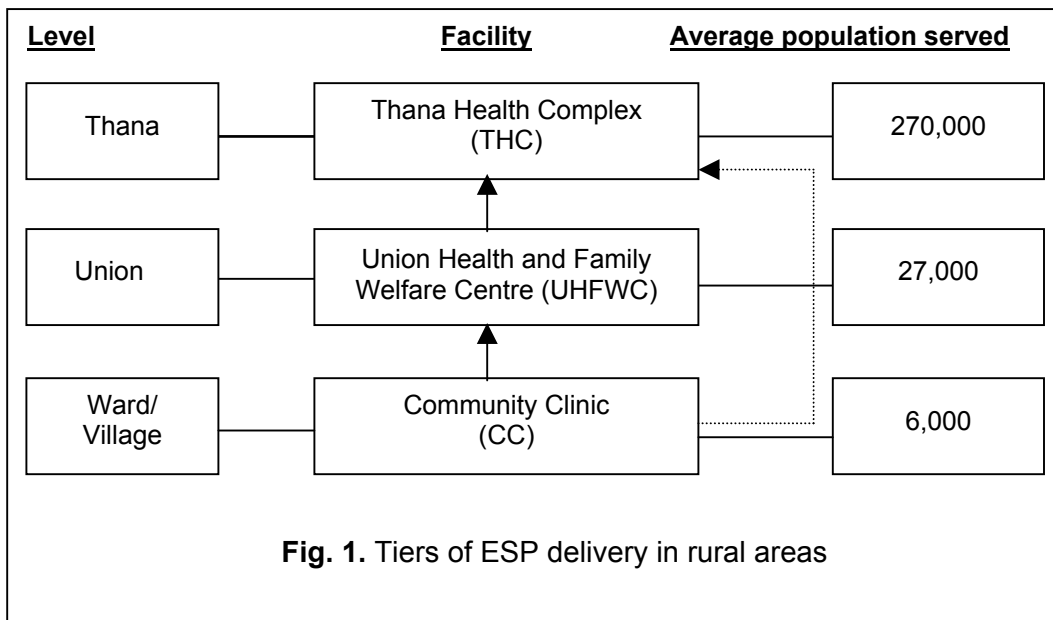 Level Facility Average population served
Thana
Thana Health Complex
(THC)
270,000
Union
Union Health and Family
Welfare Centre (UHFWC)
27,000
Ward/
Village
Community Clinic
(CC)
6,000
Fig. 1. Tiers of ESP delivery in rural areas